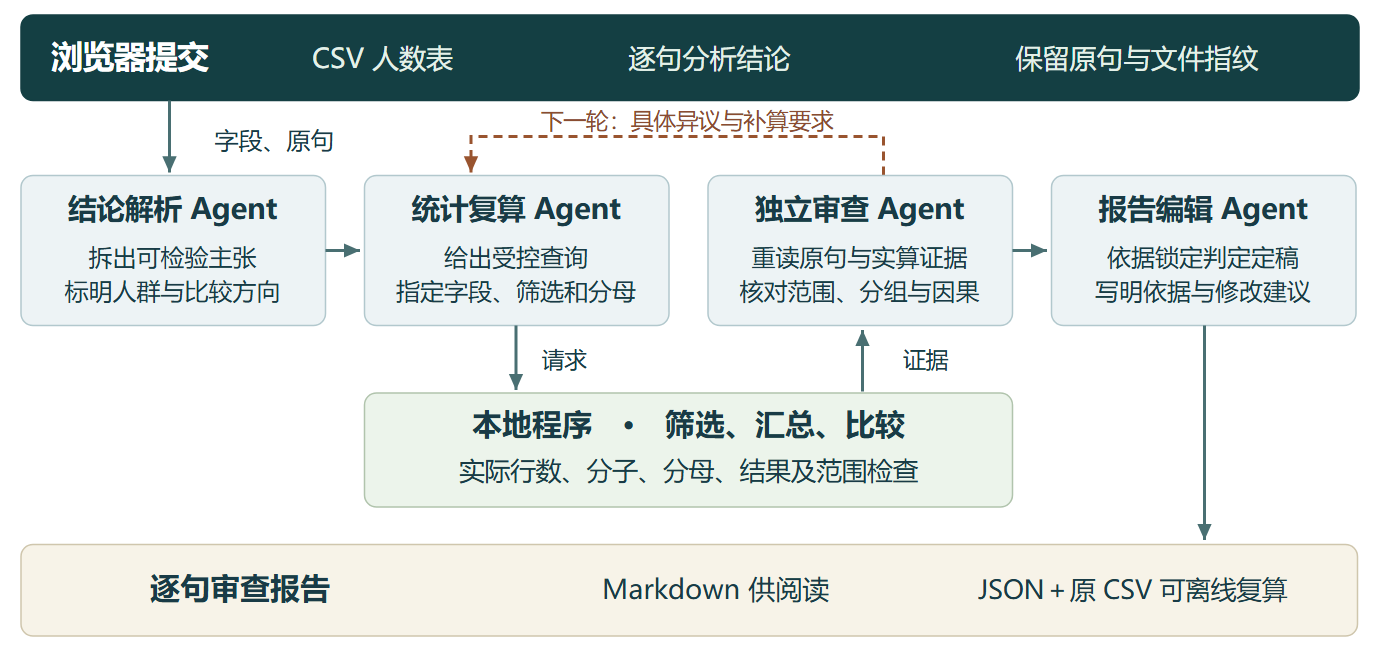 浏览器提交
CSV 人数表
逐句分析结论
保留原句与文件指纹
字段、原句
下一轮：具体异议与补算要求
结论解析 Agent
拆出可检验主张
标明人群与比较方向
统计复算 Agent
给出受控查询
指定字段、筛选和分母
独立审查 Agent
重读原句与实算证据
核对范围、分组与因果
报告编辑 Agent
依据锁定判定定稿
写明依据与修改建议
请求
证据
本地程序 • 筛选、汇总、比较
实际行数、分子、分母、结果及范围检查
逐句审查报告
Markdown 供阅读
JSON + 原 CSV 可离线复算